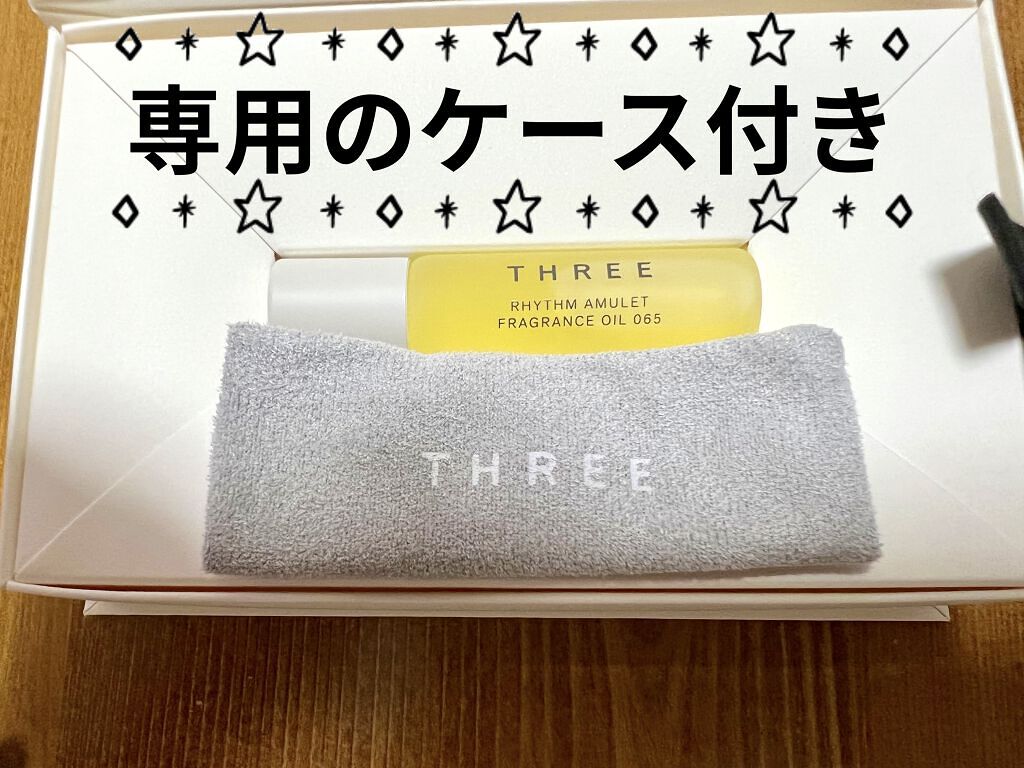 専用のケース付き
THREE
RHYTHM AMULET
FRAGRANCE OIL 065
THREE